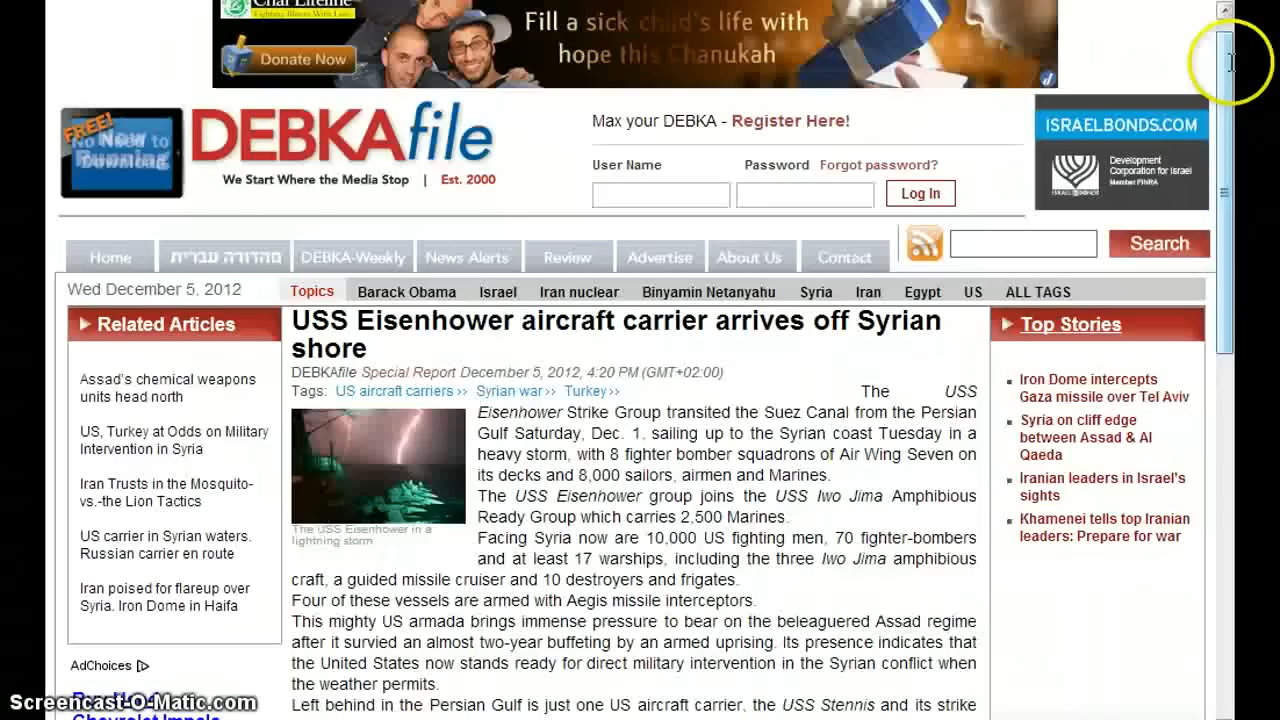 Chai Lifeline
Fighting Illness With Love
Donate Now
Fill a sick child's life with
hope this Chanukah
FREE!
DEBKAfile
We Start Where the Media Stop | Est. 2000
Max your DEBKA - Register Here!
User Name Password Forgot password?
Log In
ISRAELBONDS.COM
Development
Corporation for Israel
Member FINRA
Home מהדורה עברית DEBKA-Weekly News Alerts Review Advertise About Us Contact
Search
Wed December 5, 2012
Topics Barack Obama Israel Iran nuclear Binyamin Netanyahu Syria Iran Egypt US ALL TAGS
Related Articles
Assad's chemical weapons
units head north
US, Turkey at Odds on Military
Intervention in Syria
Iran Trusts in the Mosquito-
vs.-the Lion Tactics
US carrier in Syrian waters.
Russian carrier en route
Iran poised for flareup over
Syria. Iron Dome in Haifa
AdChoices
USS Eisenhower aircraft carrier arrives off Syrian
shore
DEBKAfile Special Report December 5, 2012, 4:20 PM (GMT+02:00)
Tags: US aircraft carriers >> Syrian war >> Turkey >> The USS
Eisenhower Strike Group transited the Suez Canal from the Persian
Gulf Saturday, Dec. 1, sailing up to the Syrian coast Tuesday in a
heavy storm, with 8 fighter bomber squadrons of Air Wing Seven on
its decks and 8,000 sailors, airmen and Marines.
The USS Eisenhower group joins the USS Iwo Jima Amphibious
Ready Group which carries 2,500 Marines.
Facing Syria now are 10,000 US fighting men, 70 fighter-bombers
and at least 17 warships, including the three Iwo Jima amphibious
craft, a guided missile cruiser and 10 destroyers and frigates.
The USS Eisenhower in a
lightning storm
Four of these vessels are armed with Aegis missile interceptors.
This mighty US armada brings immense pressure to bear on the beleaguered Assad regime
after it survied an almost two-year buffeting by an armed uprising. Its presence indicates that
the United States now stands ready for direct military intervention in the Syrian conflict when
the weather permits.
Left behind in the Persian Gulf is just one US aircraft carrier, the USS Stennis and its strike
Top Stories
Iron Dome intercepts
Gaza missile over Tel Aviv
Syria on cliff edge
between Assad & Al
Qaeda
Iranian leaders in Israel's
sights
Khamenei tells top Iranian
leaders: Prepare for war
Screencast-O-Matic.com
Chevrolet Impala